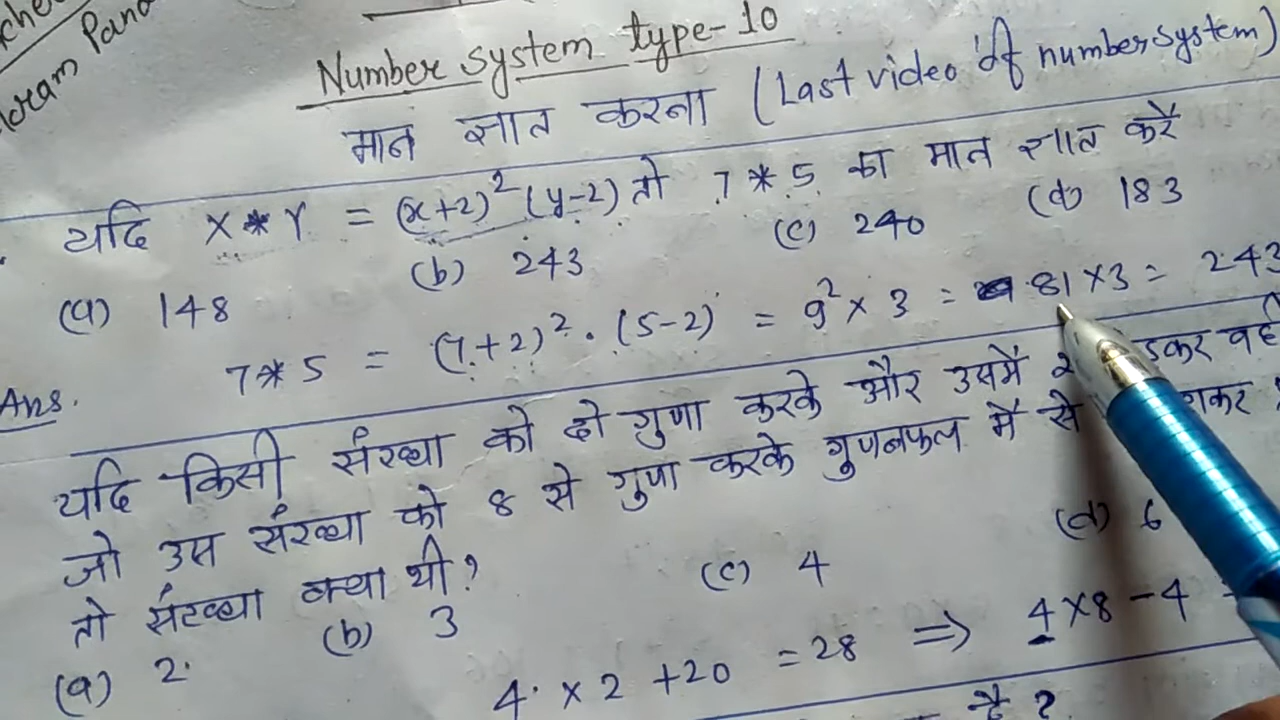 Number system type-10
मान ज्ञात करना (Last video of number system)
यदि X * Y = (x+2)² (y-2) तो 7 * 5 का मान ज्ञात करै
(a) 148 (b) 243 (c) 240 (d) 183
Ans. 7 * 5 = (7+2)² . (5-2) = 9² × 3 = 81 × 3 = 243
यदि किसी संख्या को दो गुणा करके और उसमें 2
जो उस संख्या को 8 से गुणा करके गुणनफल में से
तो संख्या क्या थी?
(a) 2 (b) 3 (c) 4 (d) 6
4 × 2 + 20 = 28 ⇒ 4 × 8 - 4
है ?